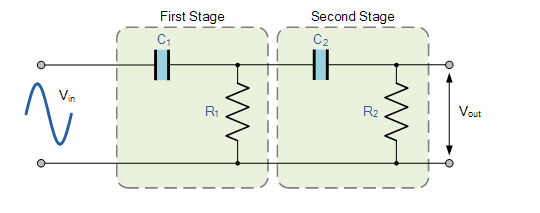 First Stage
Second Stage
C1
C2
Vin
R1
R2
Vout